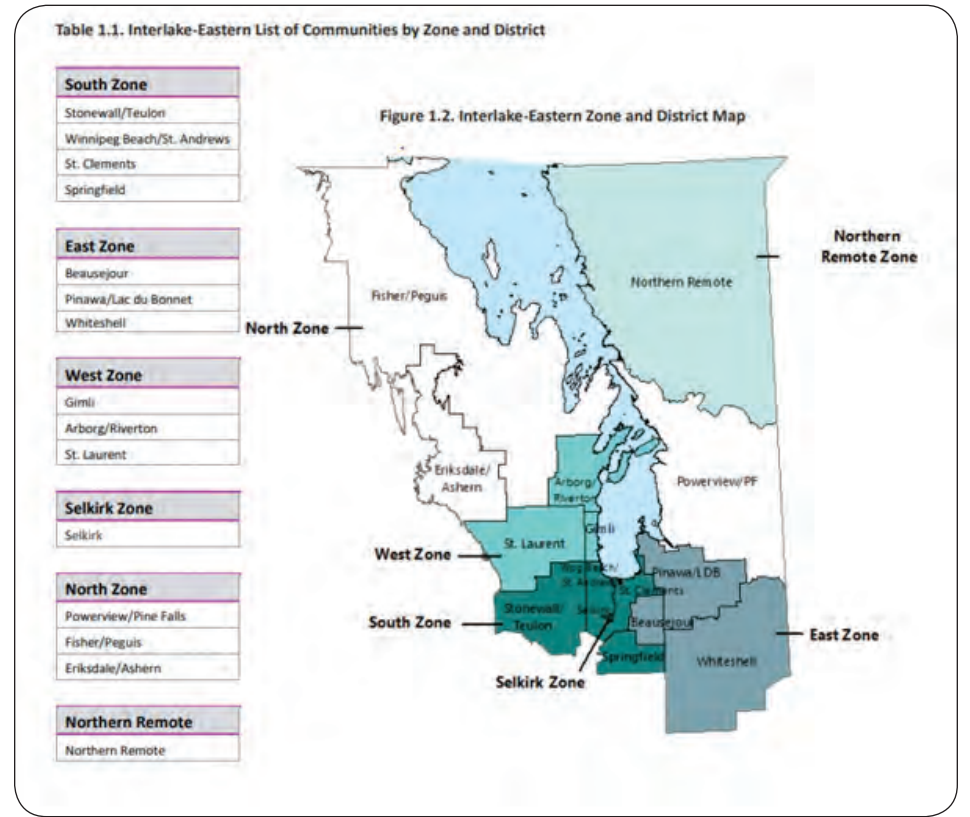 Table 1.1. Interlake-Eastern List of Communities by Zone and District
South Zone
Stonewall/Teulon
Winnipeg Beach/St. Andrews
St. Clements
Springfield
East Zone
Beausejour
Pinawa/Lac du Bonnet
Whiteshell
West Zone
Gimli
Arborg/Riverton
St. Laurent
Selkirk Zone
Selkirk
North Zone
Powerview/Pine Falls
Fisher/Peguis
Eriksdale/Ashern
Northern Remote
Northern Remote
Figure 1.2. Interlake-Eastern Zone and District Map
Northern
Remote Zone
Northern Remote
Fisher/Peguis
North Zone
Eriksdale/
Ashern
Powerview/PF
Arborg/
Riverton
Gimli
St. Laurent
West Zone
Wpg Beach/
St. Andrews
Pinawa/LDB
St. Clements
Stonewall/
Teulon
Selkirk
South Zone
Beausejour
East Zone
Springfield
Whiteshell
Selkirk Zone